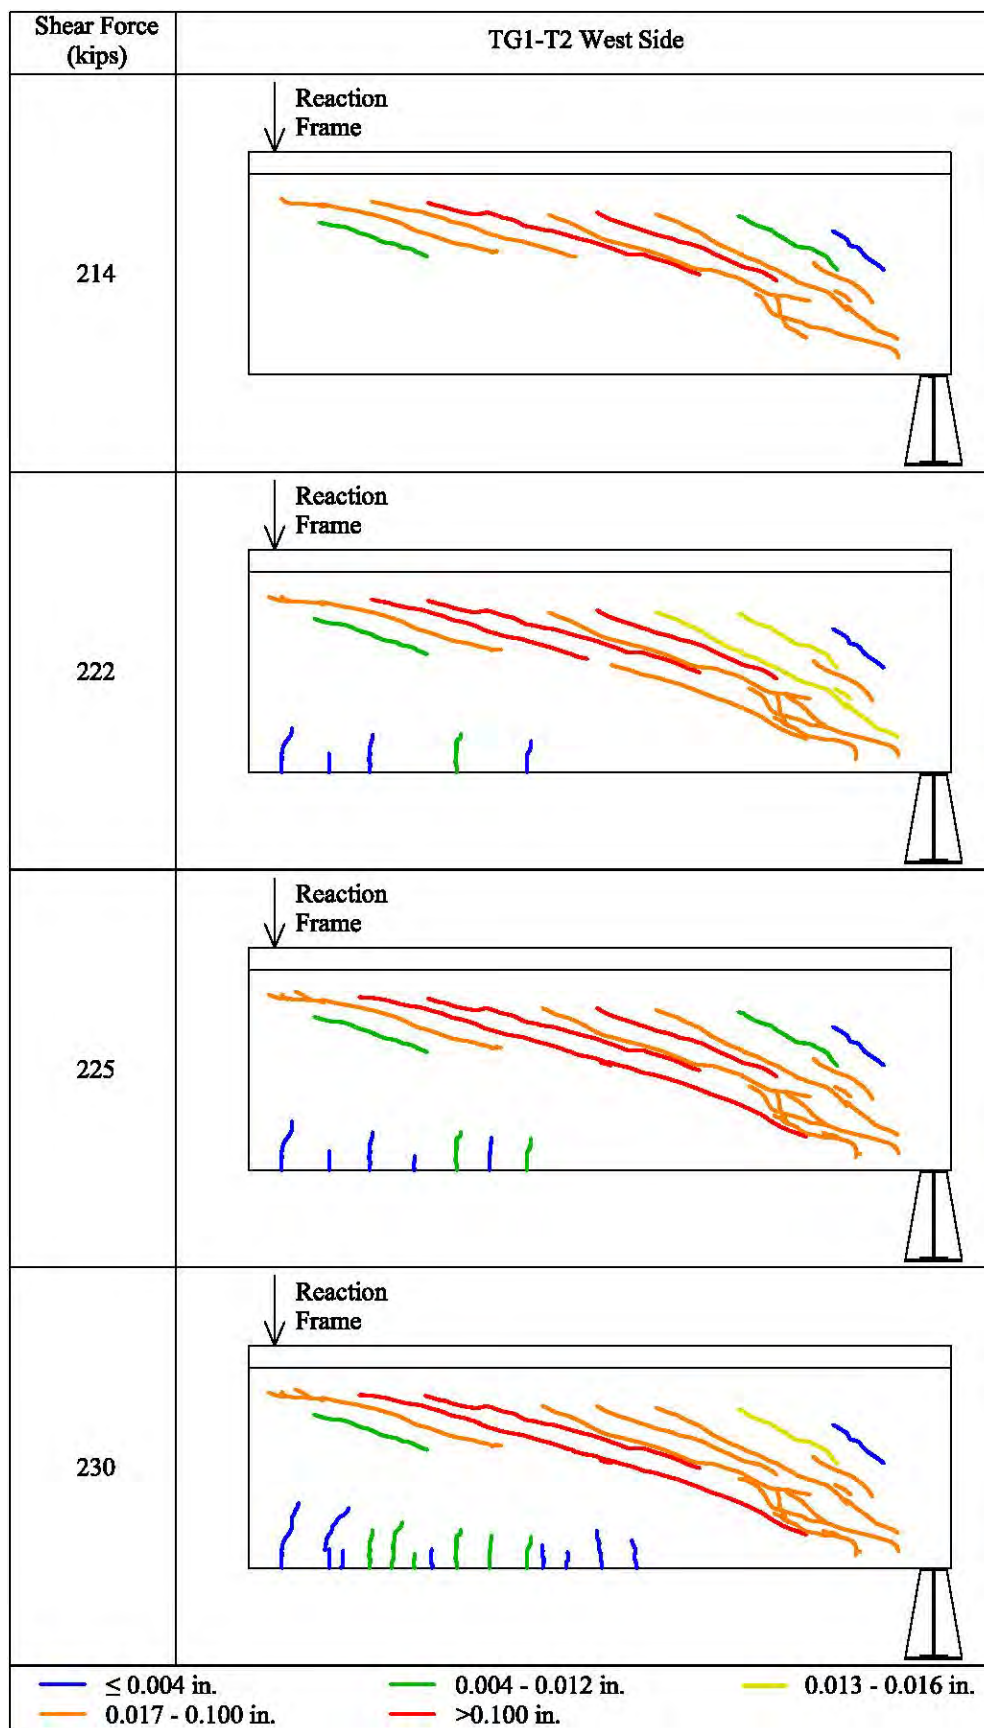 Shear Force
(kips)
TG1-T2 West Side
Reaction
Frame
214
Reaction
Frame
222
Reaction
Frame
225
Reaction
Frame
230
≤ 0.004 in.
0.004 - 0.012 in.
0.013 - 0.016 in.
0.017 - 0.100 in.
>0.100 in.